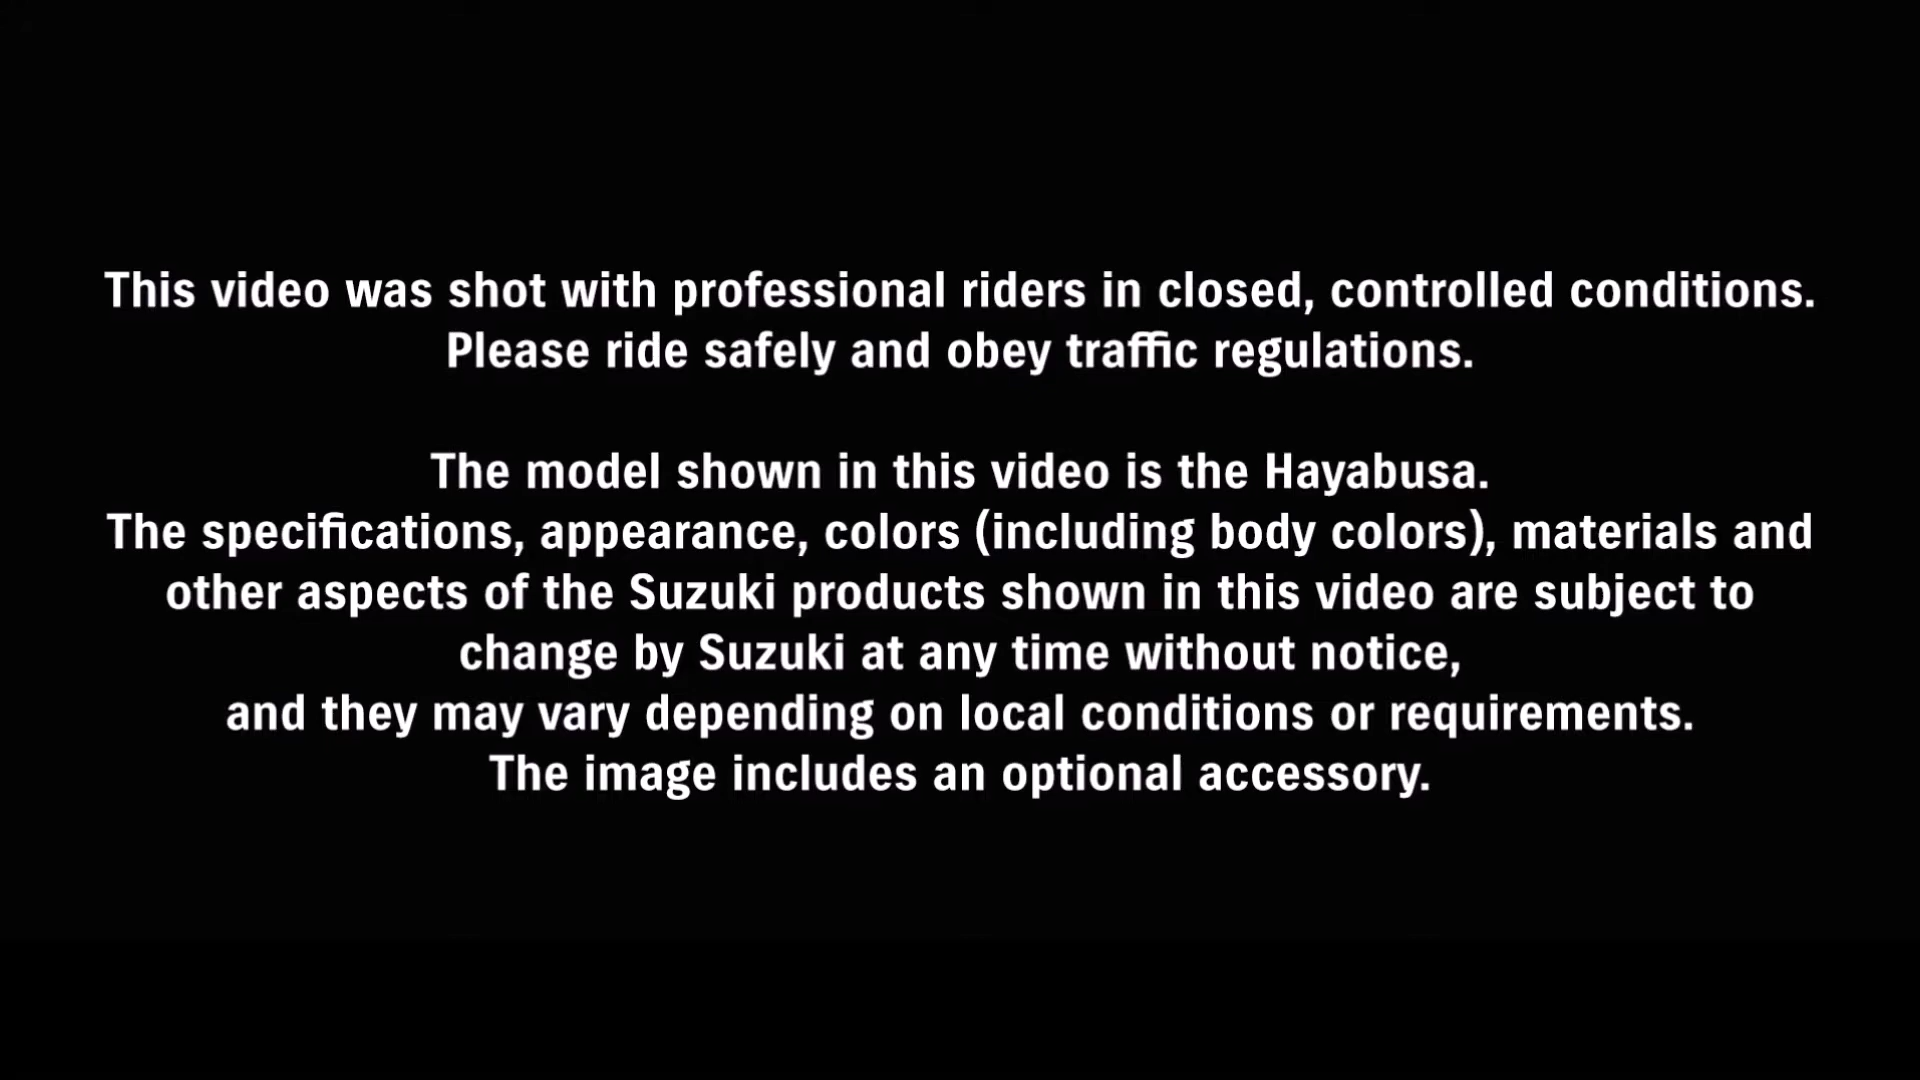 This video was shot with professional riders in closed, controlled conditions.
Please ride safely and obey traffic regulations.
The model shown in this video is the Hayabusa.
The specifications, appearance, colors (including body colors), materials and
other aspects of the Suzuki products shown in this video are subject to
change by Suzuki at any time without notice,
and they may vary depending on local conditions or requirements.
The image includes an optional accessory.